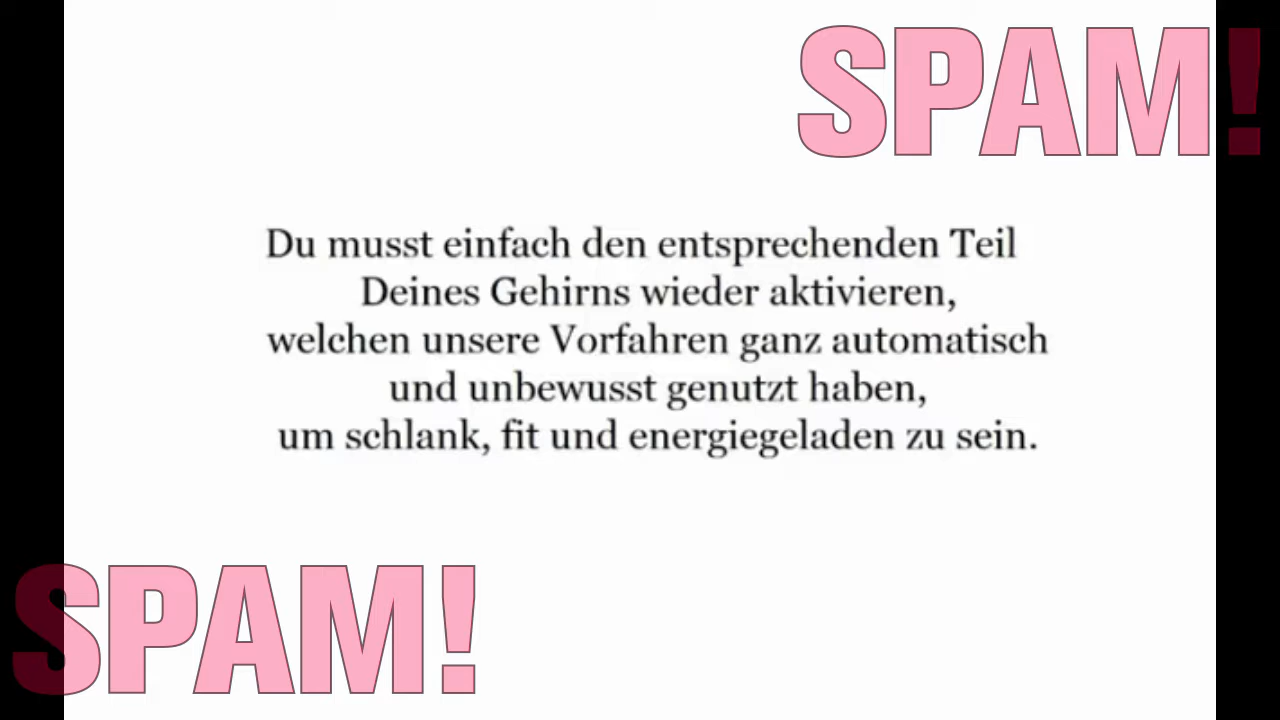 SPAM!
Du musst einfach den entsprechenden Teil
Deines Gehirns wieder aktivieren,
welchen unsere Vorfahren ganz automatisch
und unbewusst genutzt haben,
um schlank, fit und energiegeladen zu sein.
SPAM!